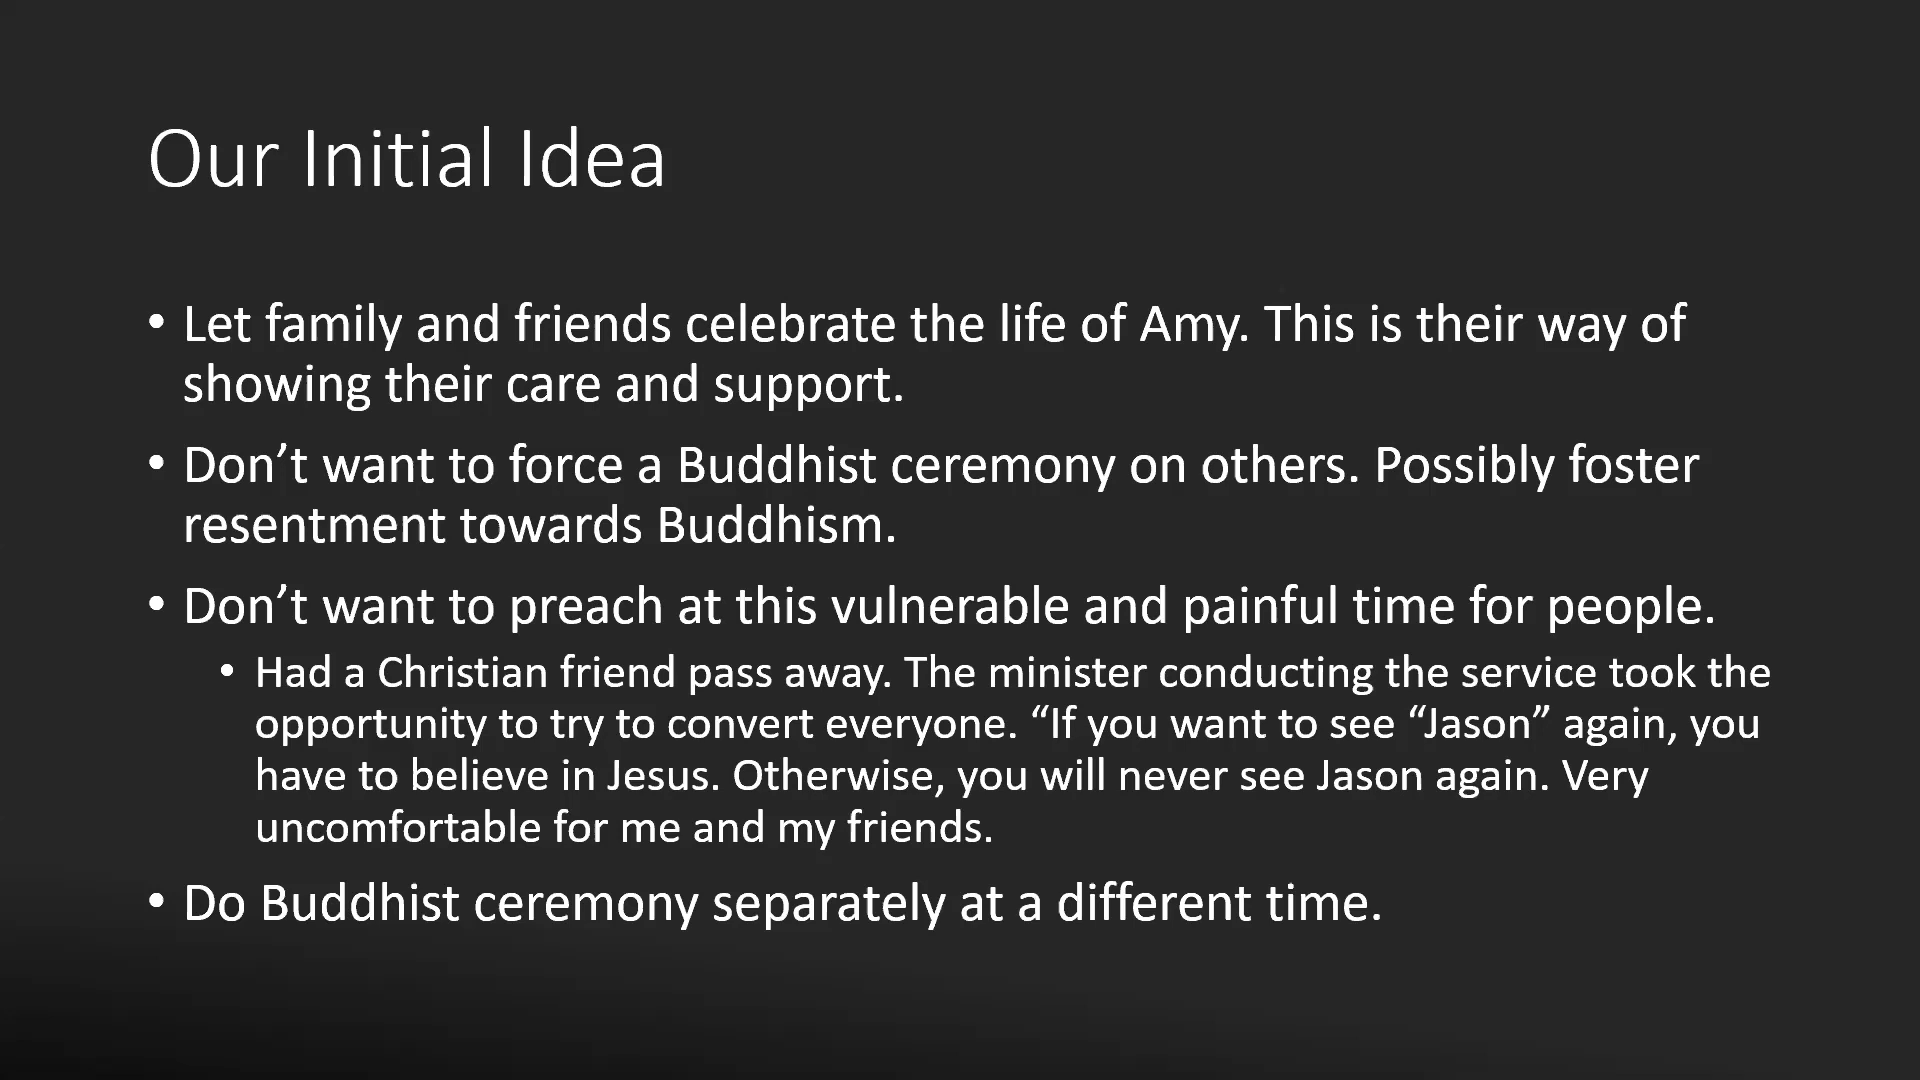 Our Initial Idea
• Let family and friends celebrate the life of Amy. This is their way of
showing their care and support.
• Don’t want to force a Buddhist ceremony on others. Possibly foster
resentment towards Buddhism.
• Don’t want to preach at this vulnerable and painful time for people.
• Had a Christian friend pass away. The minister conducting the service took the
opportunity to try to convert everyone. “If you want to see “Jason” again, you
have to believe in Jesus. Otherwise, you will never see Jason again. Very
uncomfortable for me and my friends.
• Do Buddhist ceremony separately at a different time.